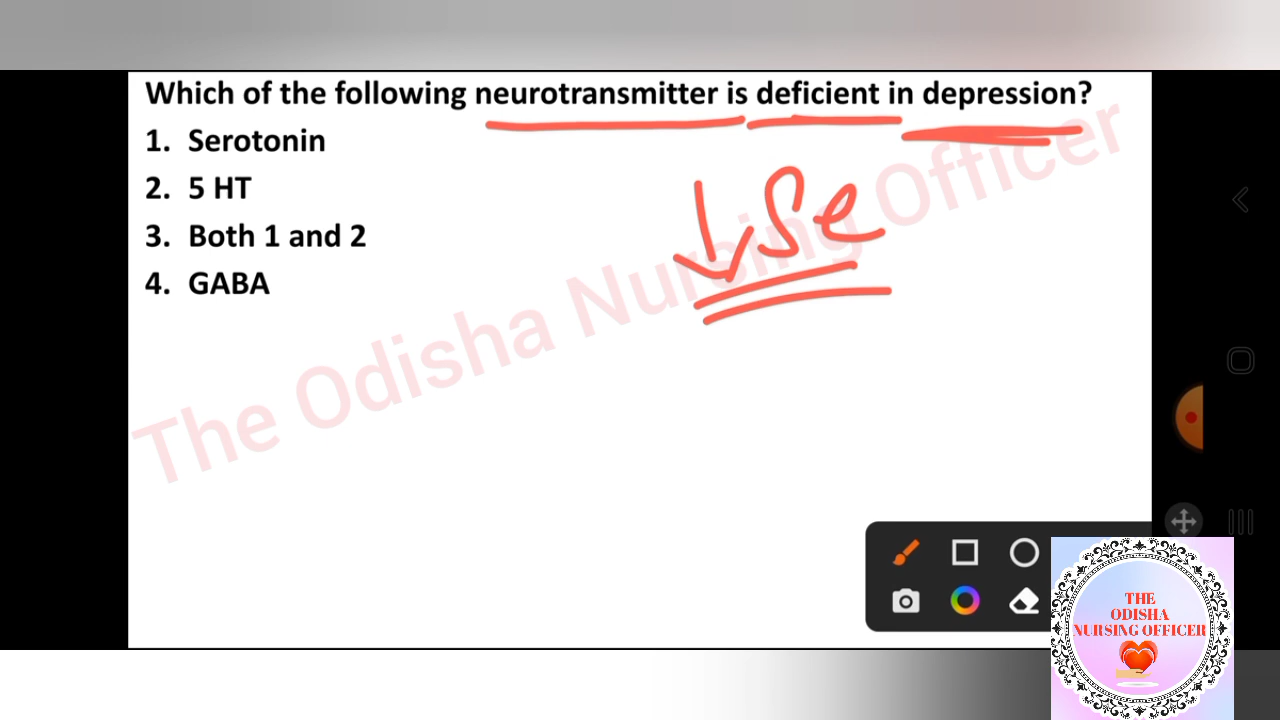 Which of the following neurotransmitter is deficient in depression?
1. Serotonin
2. 5 HT
3. Both 1 and 2
4. GABA
↓ Se
The Odisha Nursing Officer
THE
ODISHA
NURSING OFFICER